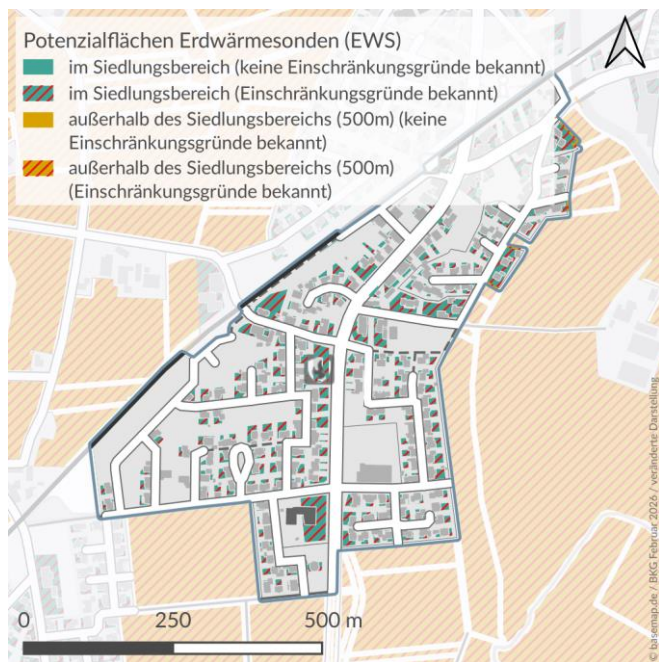 Potenzialflächen Erdwärmesonden (EWS)
im Siedlungsbereich (keine Einschränkungsgründe bekannt)
im Siedlungsbereich (Einschränkungsgründe bekannt)
außerhalb des Siedlungsbereichs (500m) (keine
Einschränkungsgründe bekannt)
außerhalb des Siedlungsbereichs (500m)
(Einschränkungsgründe bekannt)
0 250 500 m
© basemap.de / BKG Februar 2026 / veränderte Darstellung